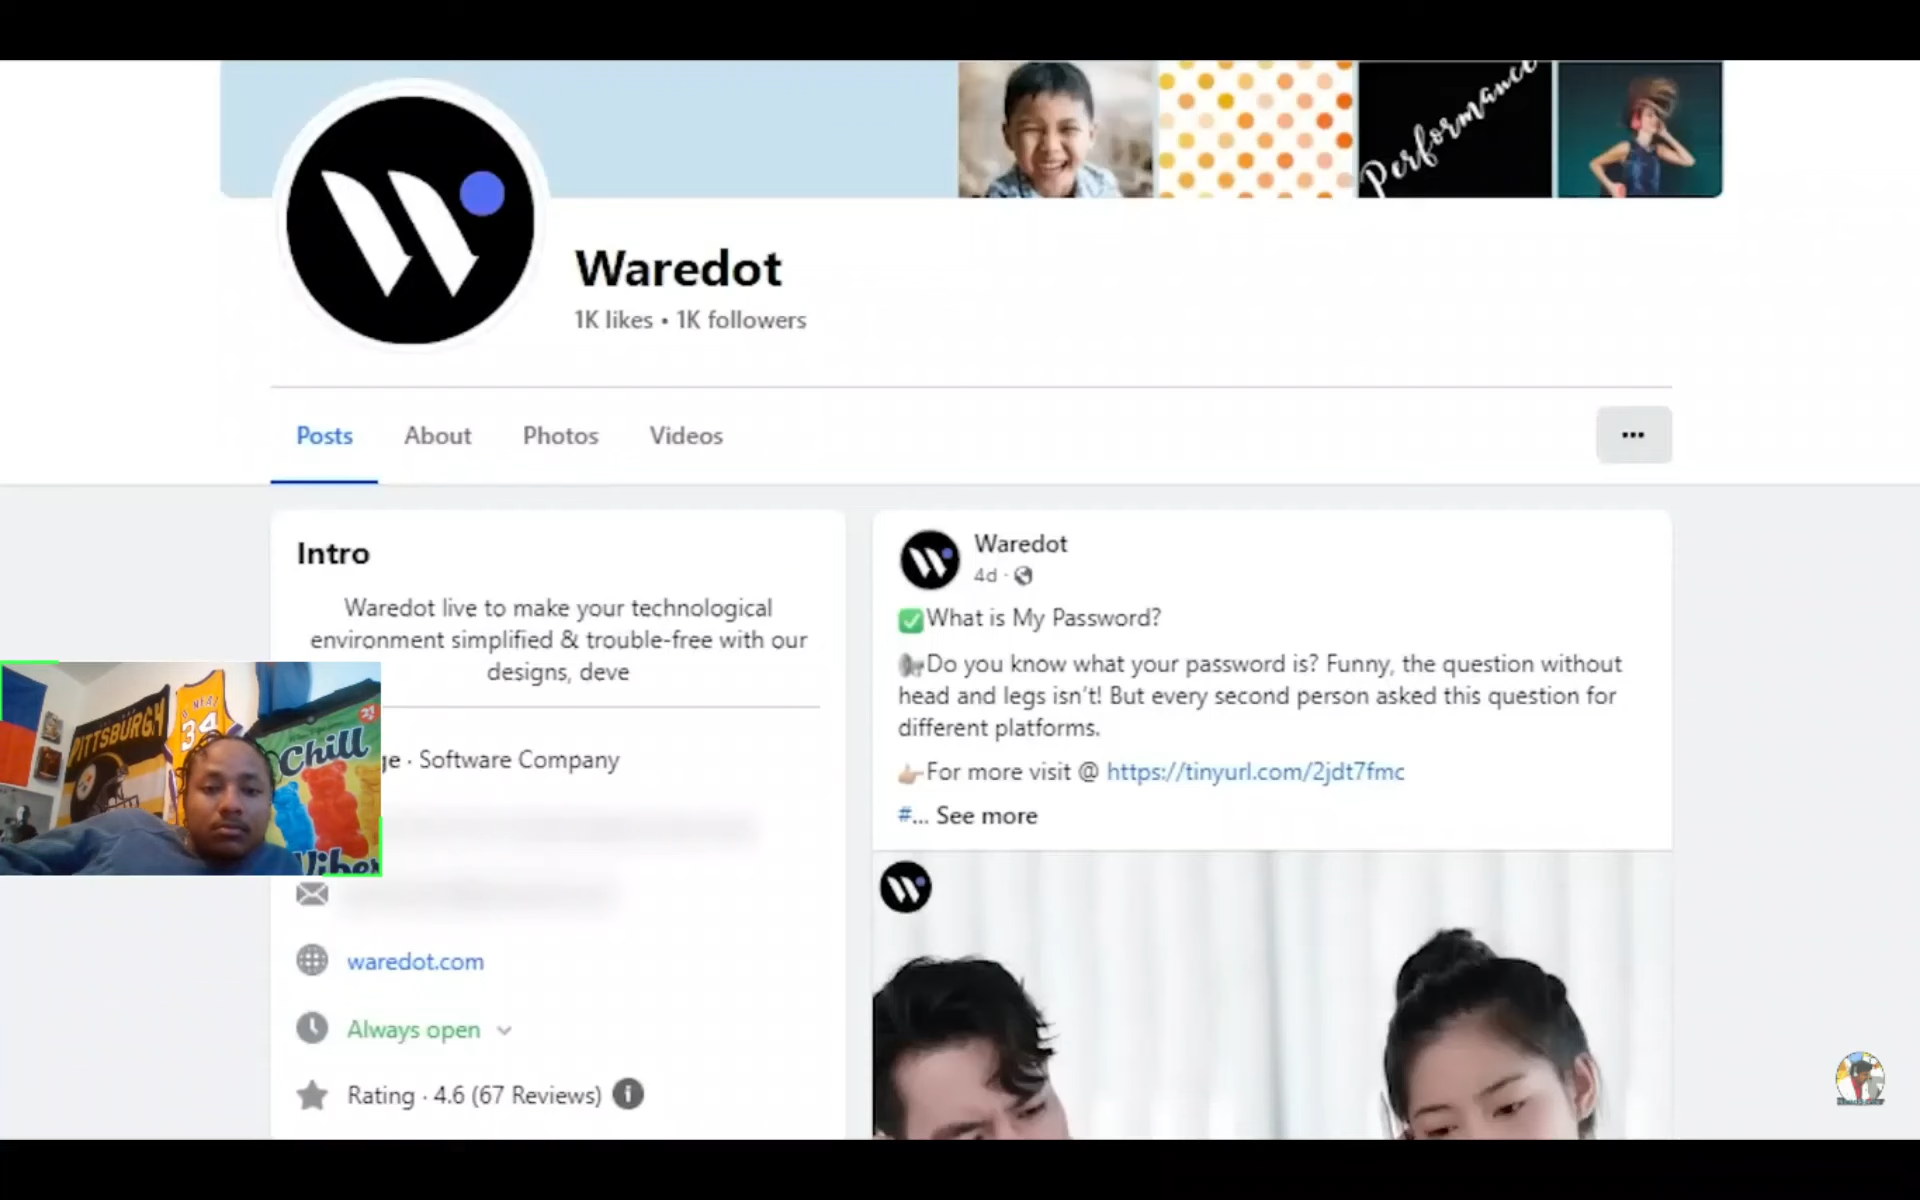 Performance
Waredot
1K likes • 1K followers
Posts
About
Photos
Videos
Intro
Waredot live to make your technological
environment simplified & trouble-free with our
designs, deve
ge · Software Company
waredot.com
Always open
Rating · 4.6 (67 Reviews)
Waredot
4d ·
✅What is My Password?
Do you know what your password is? Funny, the question without
head and legs isn't! But every second person asked this question for
different platforms.
For more visit @ https://tinyurl.com/2jdt7fmc
#... See more
PITTSBURGH
34
Chill